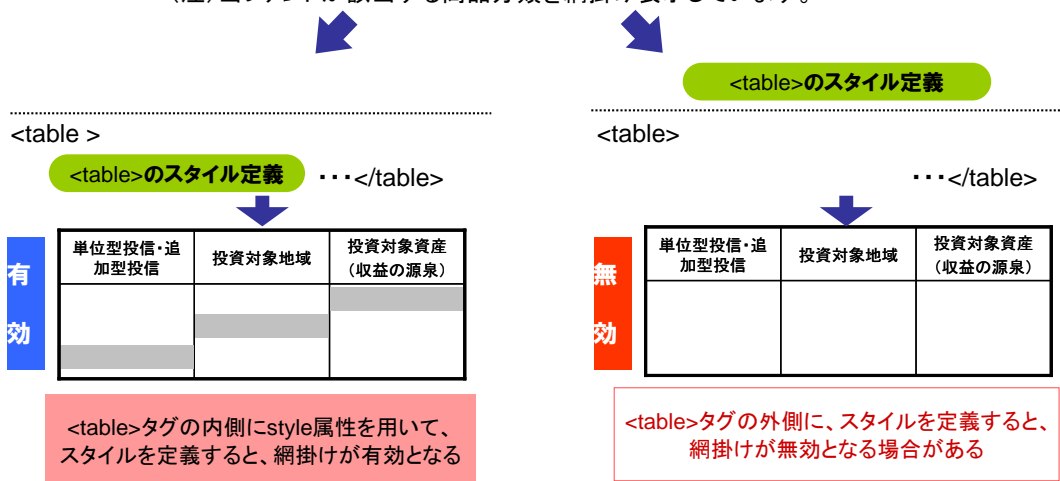 <table >
<table>のスタイル定義
・・・</table>
有
効
単位型投信・追
加型投信
投資対象地域
投資対象資産
（収益の源泉）
<table>タグの内側にstyle属性を用いて、
スタイルを定義すると、網掛けが有効となる
<table>のスタイル定義
<table>
・・・</table>
無
効
単位型投信・追
加型投信
投資対象地域
投資対象資産
（収益の源泉）
<table>タグの外側に、スタイルを定義すると、
網掛けが無効となる場合がある